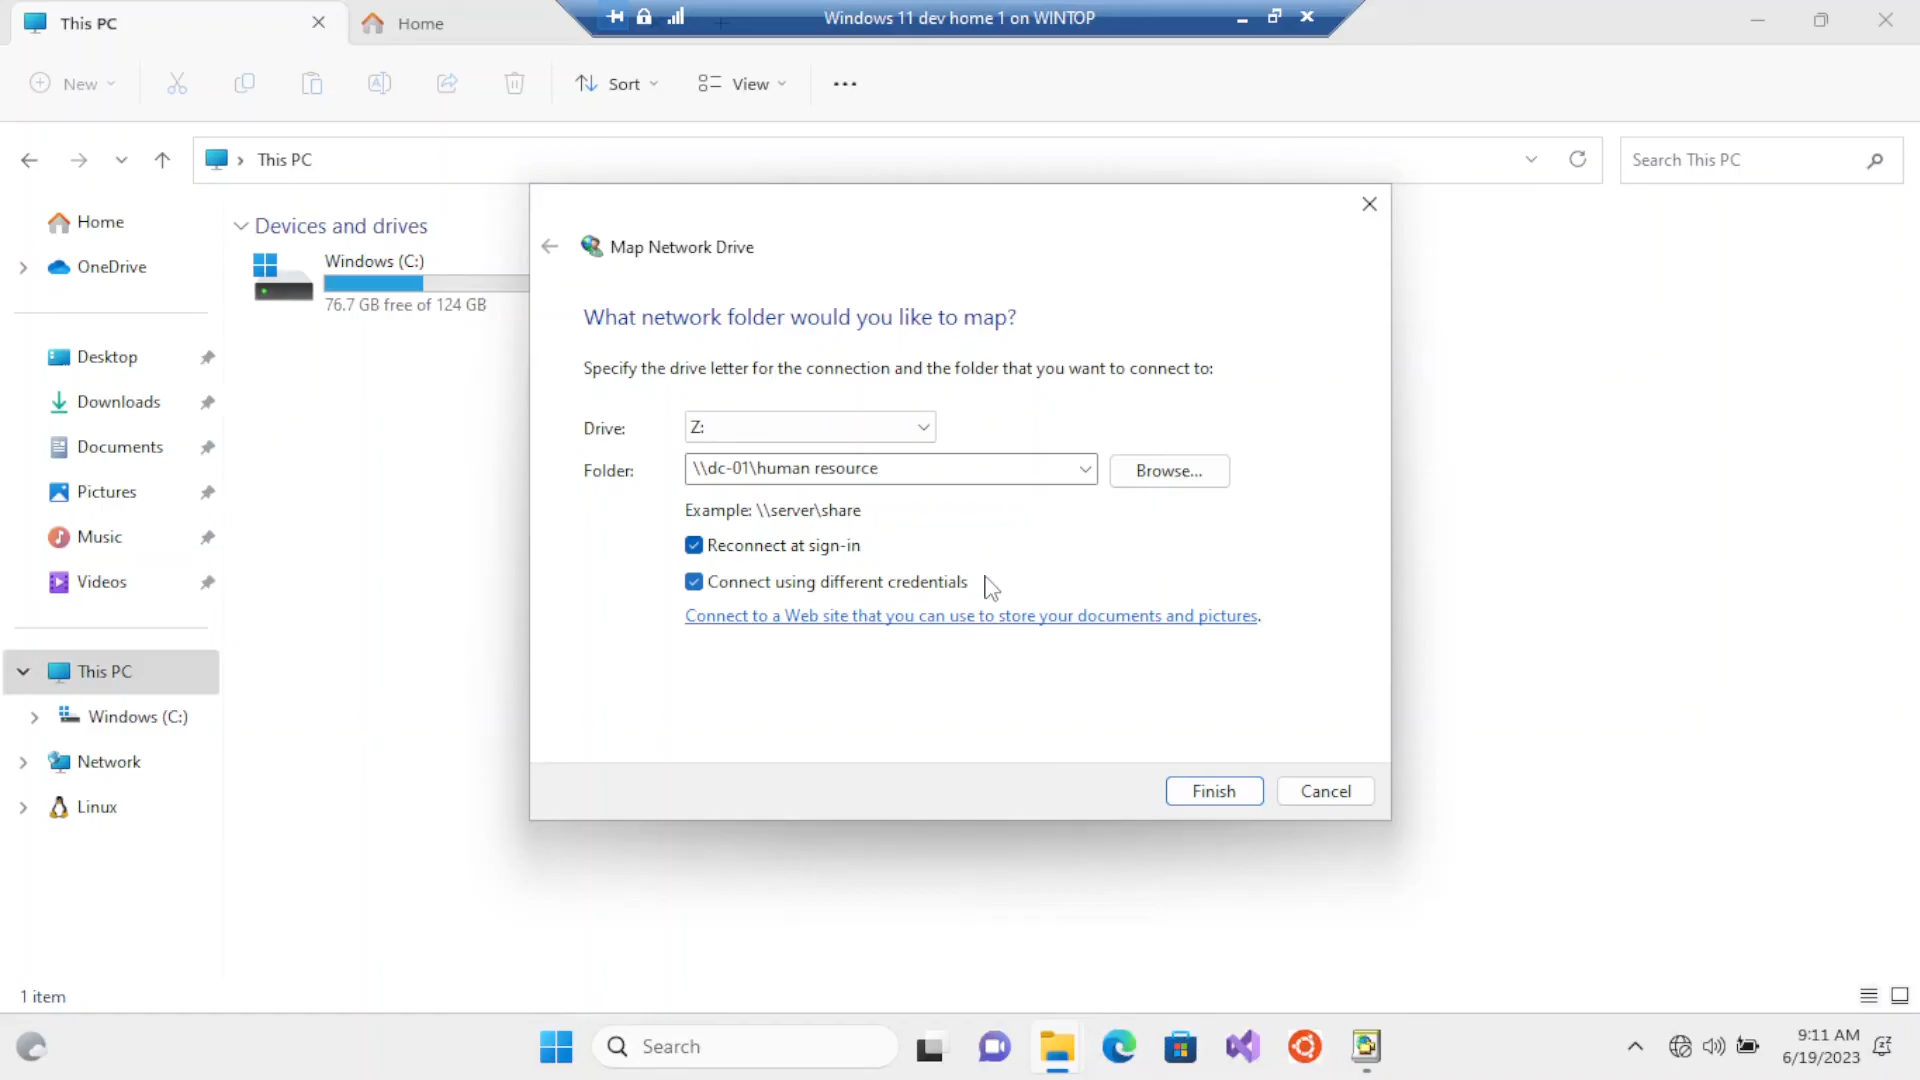 This PC
Home
Windows 11 dev home 1 on WINTOP
New
Sort
View
This PC
Search This PC
Home
OneDrive
Desktop
Downloads
Documents
Pictures
Music
Videos
This PC
Windows (C:)
Network
Linux
Devices and drives
Windows (C:)
76.7 GB free of 124 GB
Map Network Drive
What network folder would you like to map?
Specify the drive letter for the connection and the folder that you want to connect to:
Drive: Z:
Folder: \\dc-01\human resource Browse...
Example: \\server\share
Reconnect at sign-in
Connect using different credentials
Connect to a Web site that you can use to store your documents and pictures.
Finish Cancel
1 item
Search
9:11 AM
6/19/2023